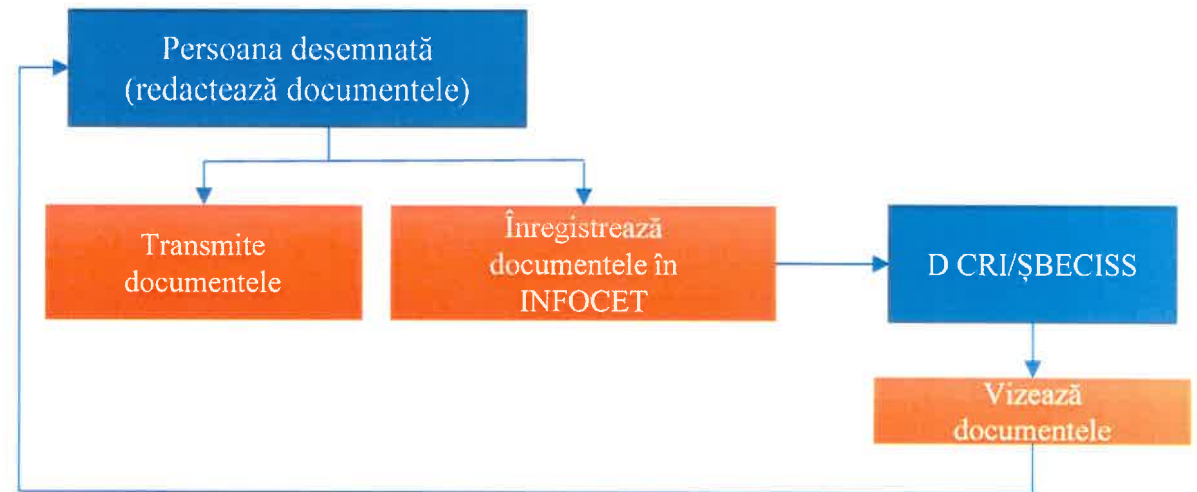 Persoana desemnată
(redactează documentele)
Transmite
documentele
Înregistrează
documentele în
INFOCET
D CRI/ȘBECISS
Vizează
documentele